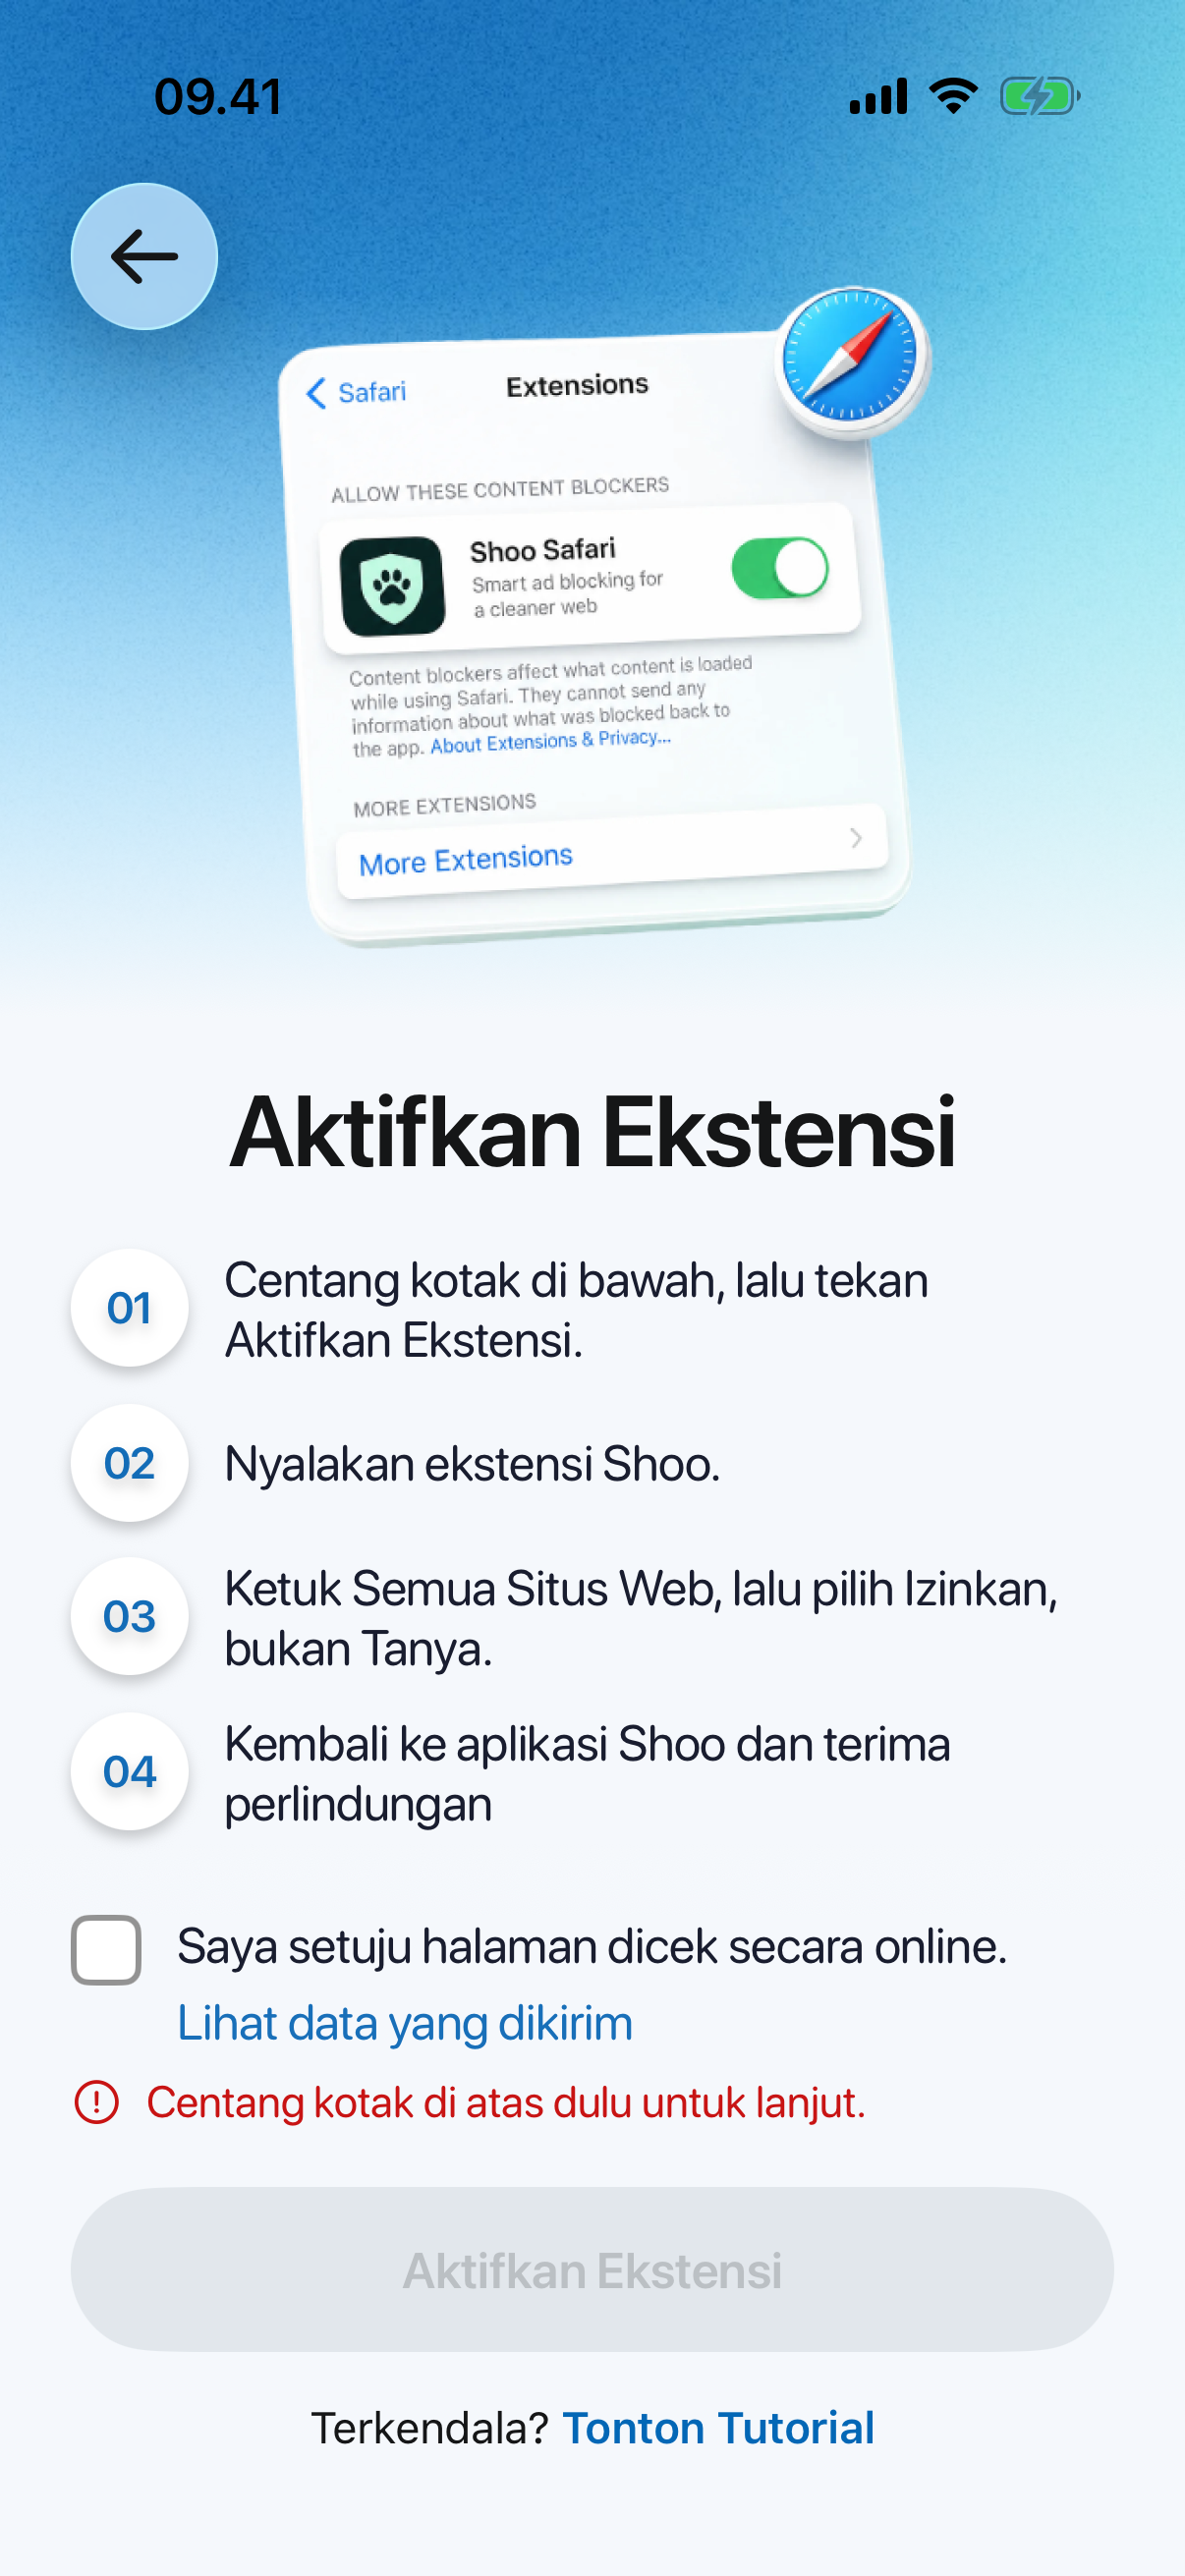 09.41
Safari
Extensions
ALLOW THESE CONTENT BLOCKERS
Shoo Safari
Smart ad blocking for
a cleaner web
Content blockers affect what content is loaded
while using Safari. They cannot send any
information about what was blocked back to
the app. About Extensions & Privacy...
MORE EXTENSIONS
More Extensions
Aktifkan Ekstensi
01
Centang kotak di bawah, lalu tekan
Aktifkan Ekstensi.
02
Nyalakan ekstensi Shoo.
03
Ketuk Semua Situs Web, lalu pilih Izinkan,
bukan Tanya.
04
Kembali ke aplikasi Shoo dan terima
perlindungan
Saya setuju halaman dicek secara online.
Lihat data yang dikirim
Centang kotak di atas dulu untuk lanjut.
Aktifkan Ekstensi
Terkendala? Tonton Tutorial